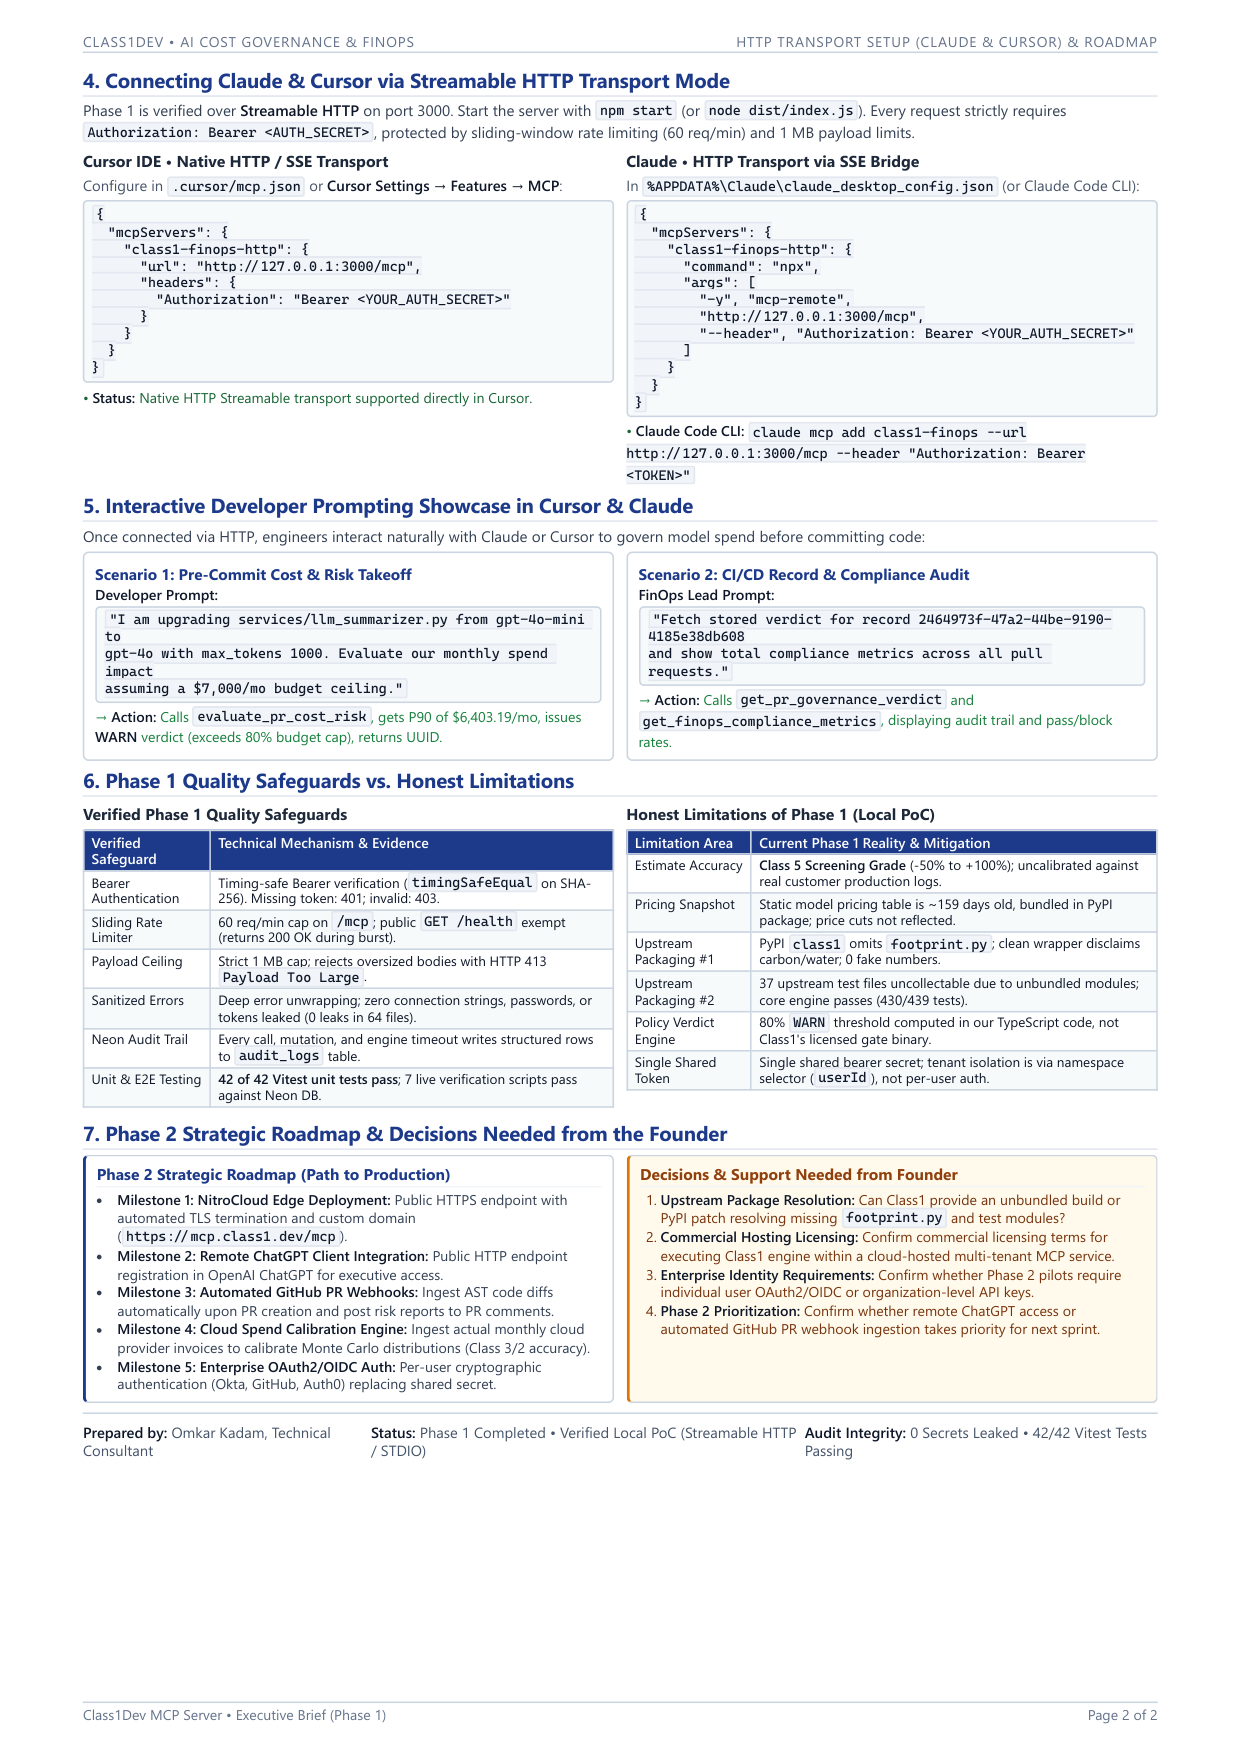 CLASS1DEV • AI COST GOVERNANCE & FINOPS
HTTP TRANSPORT SETUP (CLAUDE & CURSOR) & ROADMAP
4. Connecting Claude & Cursor via Streamable HTTP Transport Mode
Phase 1 is verified over Streamable HTTP on port 3000. Start the server with npm start (or node dist/index.js). Every request strictly requires
Authorization: Bearer <AUTH_SECRET>, protected by sliding-window rate limiting (60 req/min) and 1 MB payload limits.
Cursor IDE • Native HTTP / SSE Transport
Configure in .cursor/mcp.json or Cursor Settings → Features → MCP:
{
  "mcpServers": {
    "class1-finops-http": {
      "url": "http://127.0.0.1:3000/mcp",
      "headers": {
        "Authorization": "Bearer <YOUR_AUTH_SECRET>"
      }
    }
  }
}
• Status: Native HTTP Streamable transport supported directly in Cursor.
Claude • HTTP Transport via SSE Bridge
In %APPDATA%\Claude\claude_desktop_config.json (or Claude Code CLI):
{
  "mcpServers": {
    "class1-finops-http": {
      "command": "npx",
      "args": [
        "-y", "mcp-remote",
        "http://127.0.0.1:3000/mcp",
        "--header", "Authorization: Bearer <YOUR_AUTH_SECRET>"
      ]
    }
  }
}
• Claude Code CLI: claude mcp add class1-finops --url
http://127.0.0.1:3000/mcp --header "Authorization: Bearer
<TOKEN>"
5. Interactive Developer Prompting Showcase in Cursor & Claude
Once connected via HTTP, engineers interact naturally with Claude or Cursor to govern model spend before committing code:
Scenario 1: Pre-Commit Cost & Risk Takeoff
Developer Prompt:
"I am upgrading services/llm_summarizer.py from gpt-4o-mini
to
gpt-4o with max_tokens 1000. Evaluate our monthly spend
impact
assuming a $7,000/mo budget ceiling."
→ Action: Calls evaluate_pr_cost_risk, gets P90 of $6,403.19/mo, issues
WARN verdict (exceeds 80% budget cap), returns UUID.
Scenario 2: CI/CD Record & Compliance Audit
FinOps Lead Prompt:
"Fetch stored verdict for record 2464973f-47a2-44be-9190-
4185e38db608
and show total compliance metrics across all pull
requests."
→ Action: Calls get_pr_governance_verdict and
get_finops_compliance_metrics, displaying audit trail and pass/block
rates.
6. Phase 1 Quality Safeguards vs. Honest Limitations
Verified Phase 1 Quality Safeguards
Verified
Safeguard
Technical Mechanism & Evidence
Bearer
Authentication
Timing-safe Bearer verification (timingSafeEqual on SHA-
256). Missing token: 401; invalid: 403.
Sliding Rate
Limiter
60 req/min cap on /mcp; public GET /health exempt
(returns 200 OK during burst).
Payload Ceiling
Strict 1 MB cap; rejects oversized bodies with HTTP 413
Payload Too Large.
Sanitized Errors
Deep error unwrapping; zero connection strings, passwords, or
tokens leaked (0 leaks in 64 files).
Neon Audit Trail
Every call, mutation, and engine timeout writes structured rows
to audit_logs table.
Unit & E2E Testing
42 of 42 Vitest unit tests pass; 7 live verification scripts pass
against Neon DB.
Honest Limitations of Phase 1 (Local PoC)
Limitation Area
Current Phase 1 Reality & Mitigation
Estimate Accuracy
Class 5 Screening Grade (-50% to +100%); uncalibrated against
real customer production logs.
Pricing Snapshot
Static model pricing table is ~159 days old, bundled in PyPI
package; price cuts not reflected.
Upstream
Packaging #1
PyPI class1 omits footprint.py; clean wrapper disclaims
carbon/water; 0 fake numbers.
Upstream
Packaging #2
37 upstream test files uncollectable due to unbundled modules;
core engine passes (430/439 tests).
Policy Verdict
Engine
80% WARN threshold computed in our TypeScript code, not
Class1's licensed gate binary.
Single Shared
Token
Single shared bearer secret; tenant isolation is via namespace
selector (userId), not per-user auth.
7. Phase 2 Strategic Roadmap & Decisions Needed from the Founder
Phase 2 Strategic Roadmap (Path to Production)
• Milestone 1: NitroCloud Edge Deployment: Public HTTPS endpoint with
automated TLS termination and custom domain
(https://mcp.class1.dev/mcp).
• Milestone 2: Remote ChatGPT Client Integration: Public HTTP endpoint
registration in OpenAI ChatGPT for executive access.
• Milestone 3: Automated GitHub PR Webhooks: Ingest AST code diffs
automatically upon PR creation and post risk reports to PR comments.
• Milestone 4: Cloud Spend Calibration Engine: Ingest actual monthly cloud
provider invoices to calibrate Monte Carlo distributions (Class 3/2 accuracy).
• Milestone 5: Enterprise OAuth2/OIDC Auth: Per-user cryptographic
authentication (Okta, GitHub, Auth0) replacing shared secret.
Decisions & Support Needed from Founder
1. Upstream Package Resolution: Can Class1 provide an unbundled build or
PyPI patch resolving missing footprint.py and test modules?
2. Commercial Hosting Licensing: Confirm commercial licensing terms for
executing Class1 engine within a cloud-hosted multi-tenant MCP service.
3. Enterprise Identity Requirements: Confirm whether Phase 2 pilots require
individual user OAuth2/OIDC or organization-level API keys.
4. Phase 2 Prioritization: Confirm whether remote ChatGPT access or
automated GitHub PR webhook ingestion takes priority for next sprint.
Prepared by: Omkar Kadam, Technical
Consultant
Status: Phase 1 Completed • Verified Local PoC (Streamable HTTP
/ STDIO)
Audit Integrity: 0 Secrets Leaked • 42/42 Vitest Tests
Passing
Class1Dev MCP Server • Executive Brief (Phase 1)
Page 2 of 2